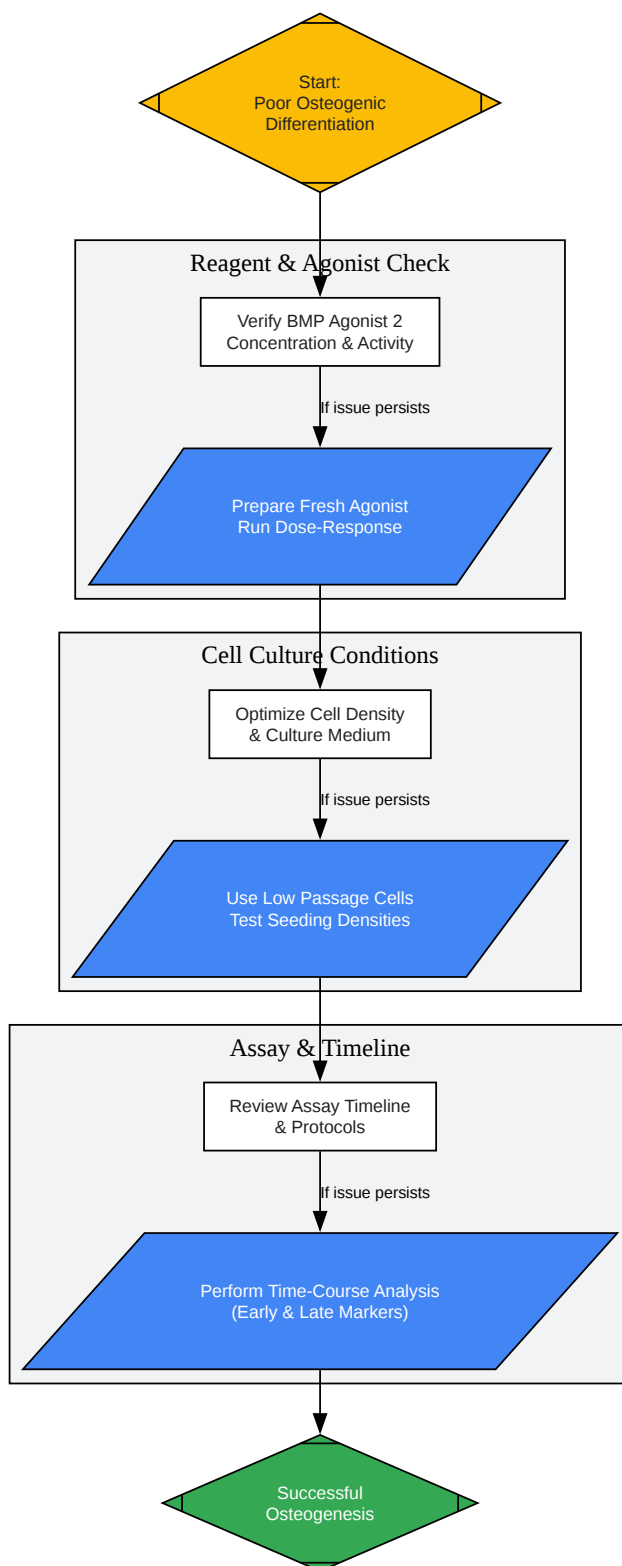 Start:
Poor Osteogenic
Differentiation
Reagent & Agonist Check
Verify BMP Agonist 2
Concentration & Activity
If issue persists
Prepare Fresh Agonist
Run Dose-Response
Cell Culture Conditions
Optimize Cell Density
& Culture Medium
If issue persists
Use Low Passage Cells
Test Seeding Densities
Assay & Timeline
Review Assay Timeline
& Protocols
If issue persists
Perform Time-Course Analysis
(Early & Late Markers)
Successful
Osteogenesis